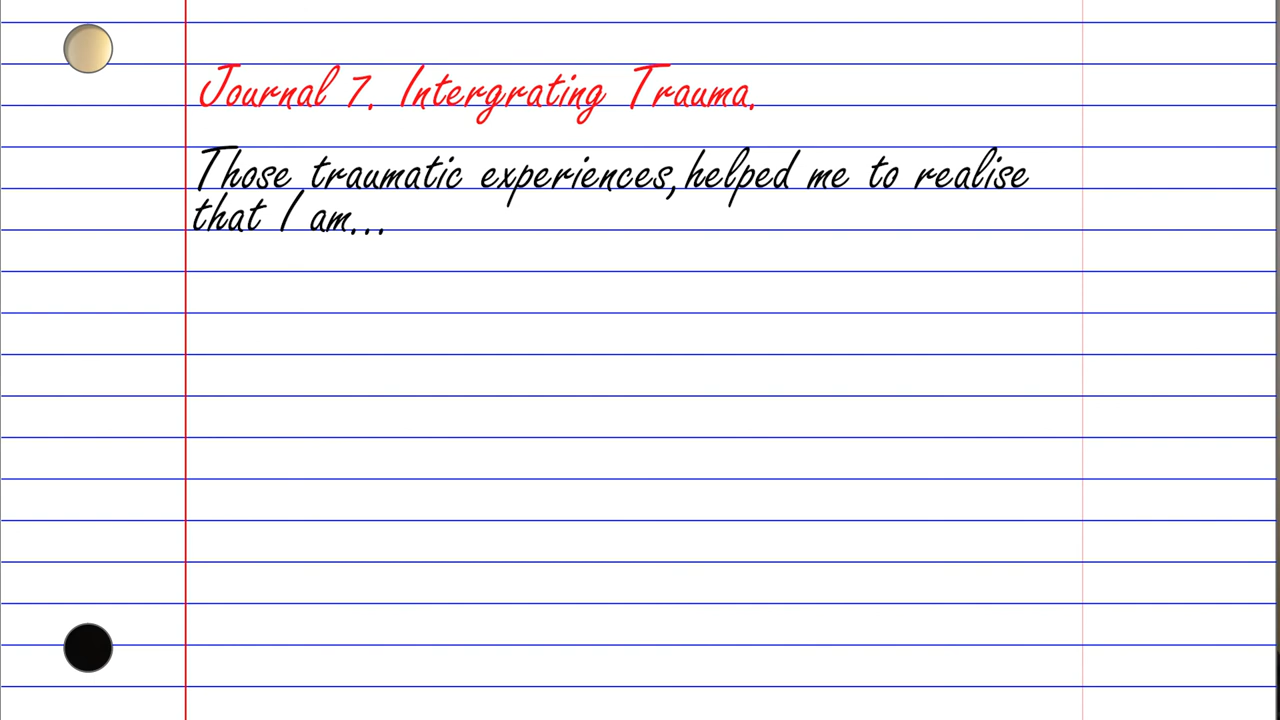 Journal 7. Intergrating Trauma.
Those traumatic experiences,helped me to realise
that I am...